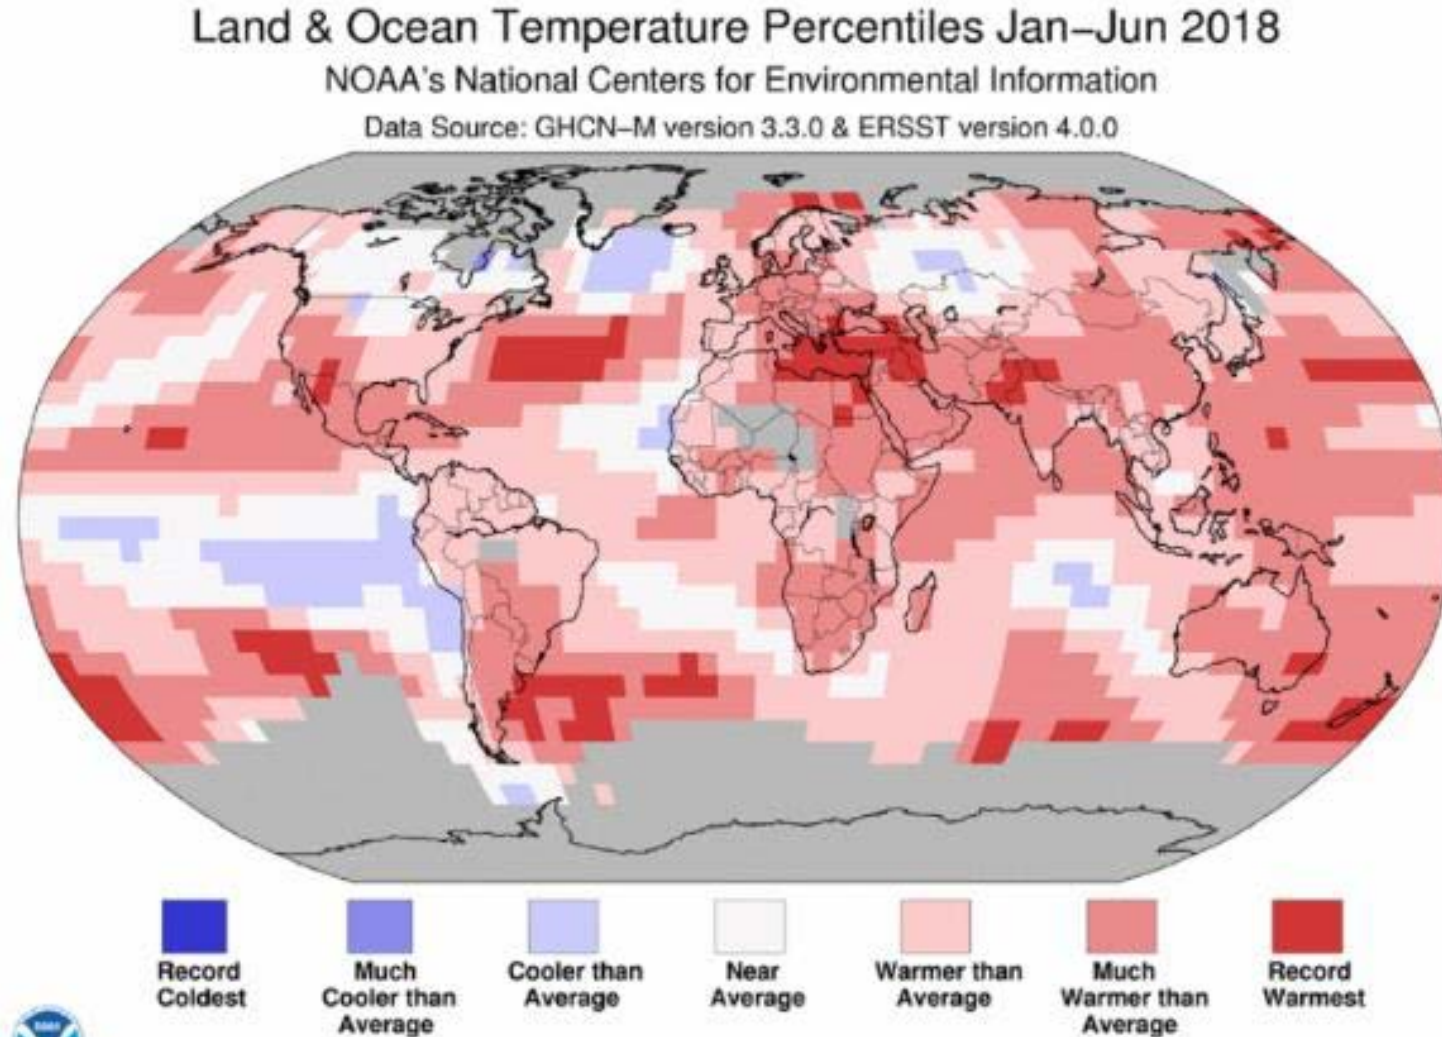 Land & Ocean Temperature Percentiles Jan–Jun 2018
NOAA's National Centers for Environmental Information
Data Source: GHCN–M version 3.3.0 & ERSST version 4.0.0
Record
Coldest
Much
Cooler than
Average
Cooler than
Average
Near
Average
Warmer than
Average
Much
Warmer than
Average
Record
Warmest